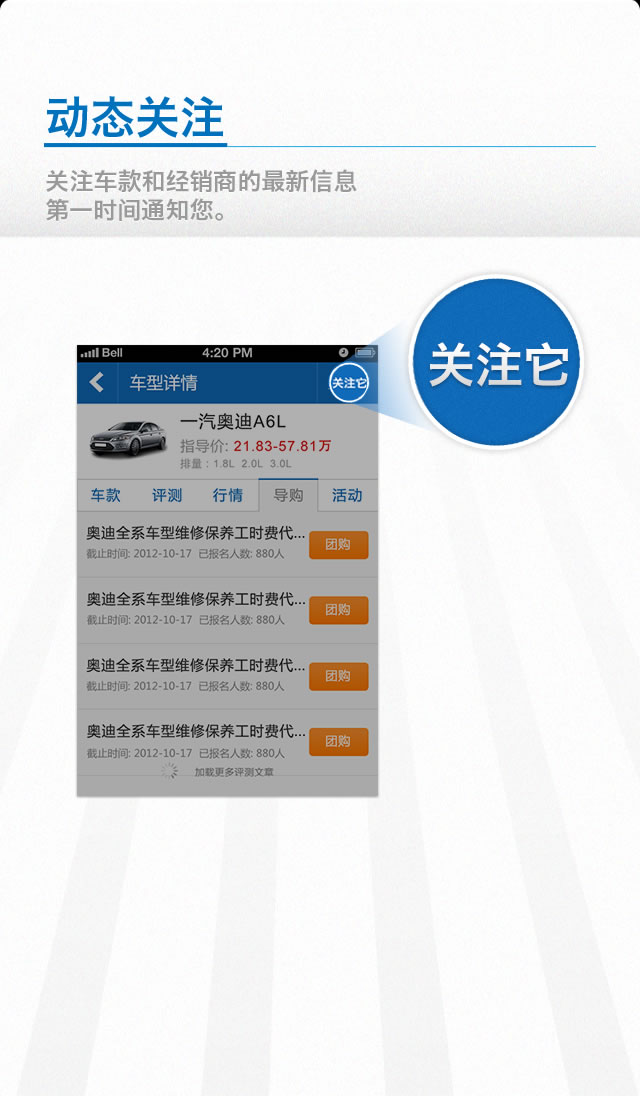 动态关注
关注车款和经销商的最新信息
第一时间通知您。
关注它
Bell 4:20 PM
车型详情 关注它
一汽奥迪A6L
指导价: 21.83-57.81万
排量：1.8L 2.0L 3.0L
车款 评测 行情 导购 活动
奥迪全系车型维修保养工时费代...
团购
截止时间: 2012-10-17 已报名人数: 880人
奥迪全系车型维修保养工时费代...
团购
截止时间: 2012-10-17 已报名人数: 880人
奥迪全系车型维修保养工时费代...
团购
截止时间: 2012-10-17 已报名人数: 880人
奥迪全系车型维修保养工时费代...
团购
截止时间: 2012-10-17 已报名人数: 880人
加载更多评测文章